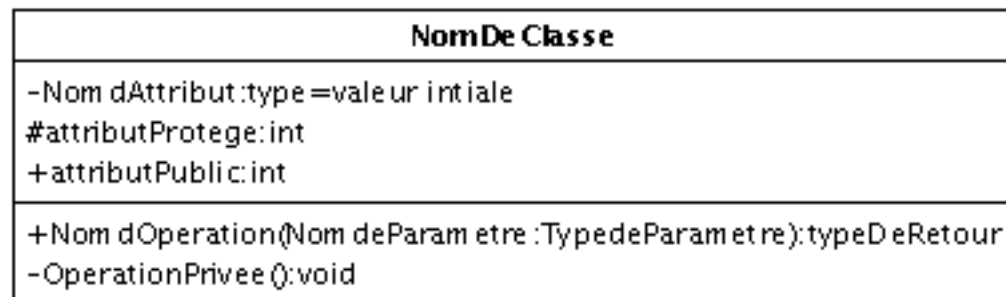 NomDeClasse
-NomdAttribut:type=valeur intiale
#attributProtege:int
+attributPublic:int
+NomdOperation(NomdeParametre:TypedeParametre):typeDeRetour
-OperationPrivee():void